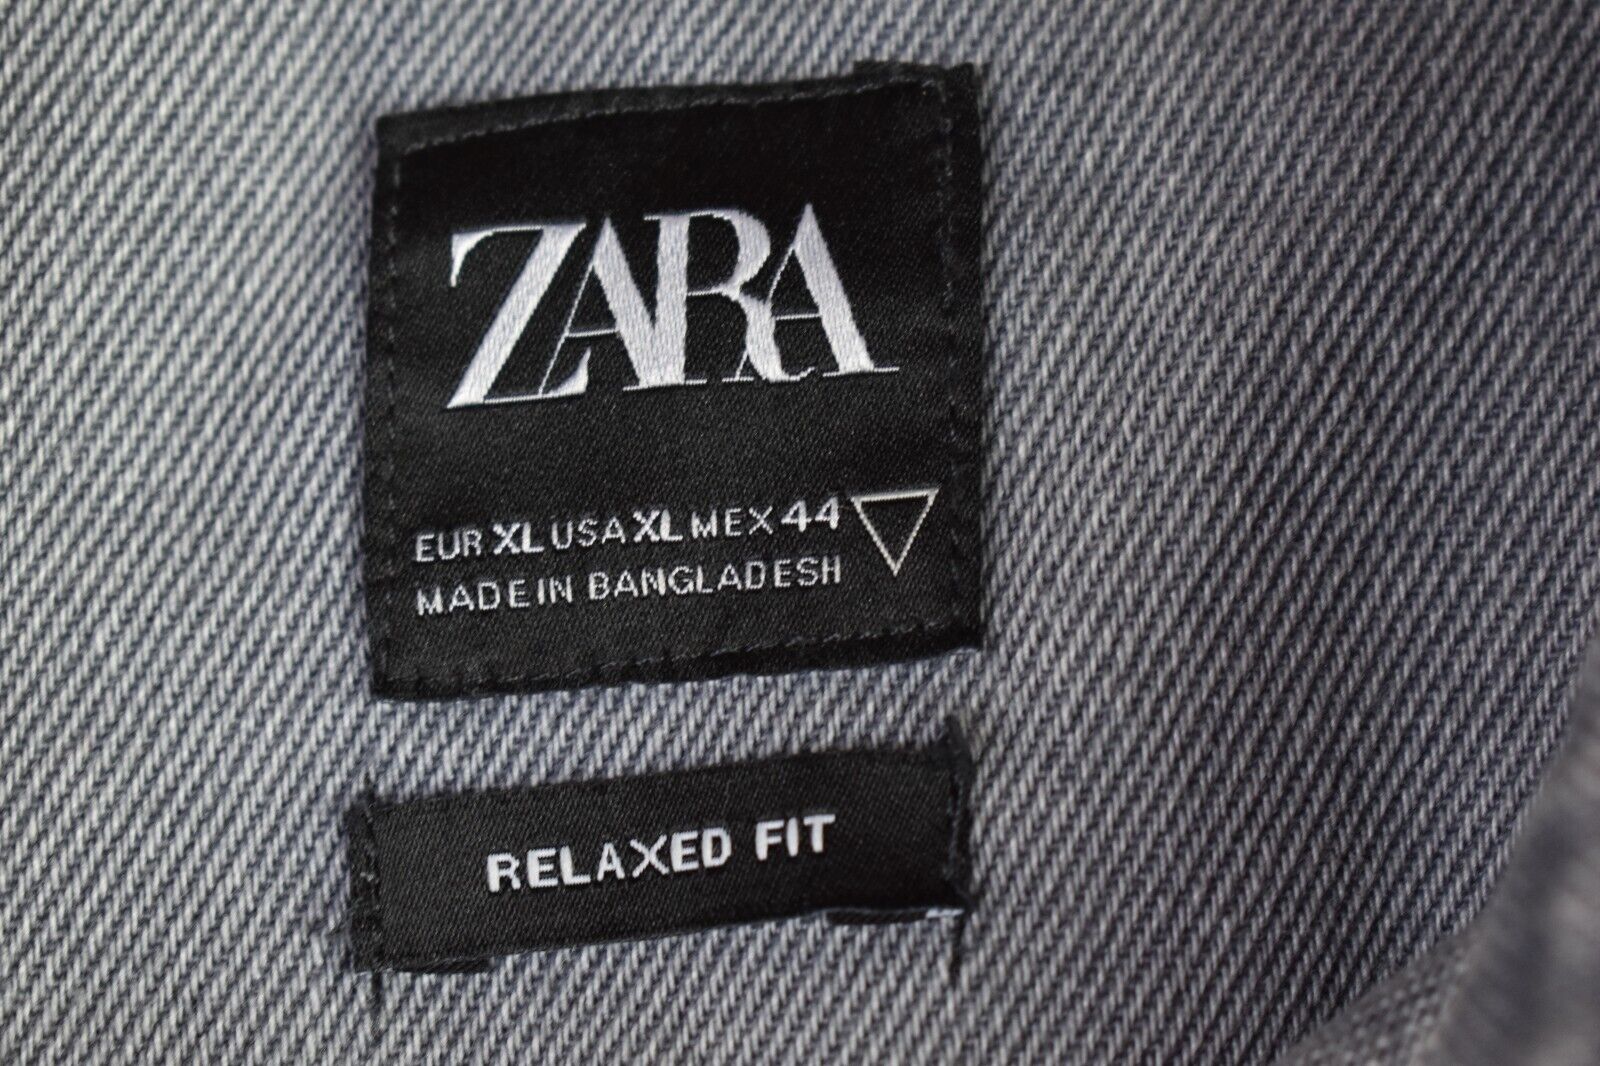 ZARA
EUR XL USA XL MEX 44
MADE IN BANGLADESH
RELAXED FIT